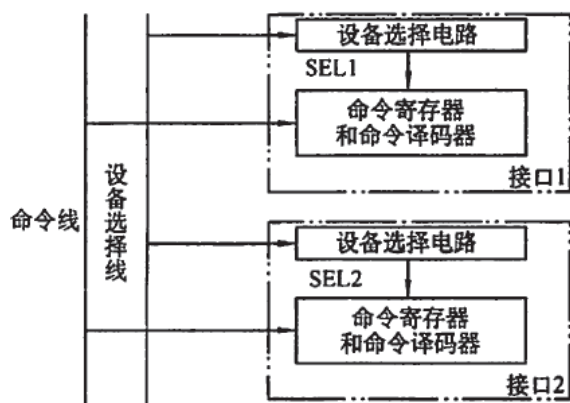 设备选择电路
SEL1
命令寄存器
和命令译码器
接口1
命令线
设备选择线
设备选择电路
SEL2
命令寄存器
和命令译码器
接口2